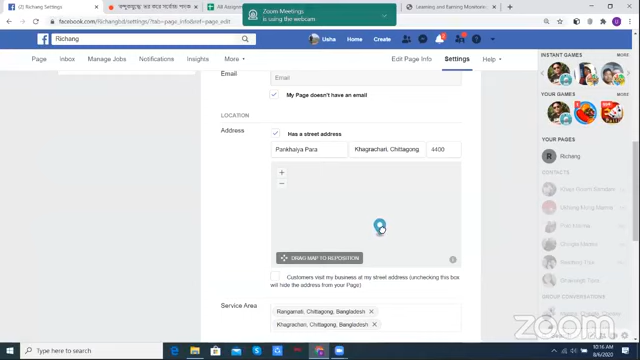 (2) Richang Settings
AB Assignm
Learning and Earning Monitoring
Zoom Meetings
is using the webcam
facebook.com/Richangbd/settings/?tab=page_info&ref=page_edit
Richang
Usha
Home
Create
Page
Inbox
Manage Jobs
Notifications
Insights
More
Edit Page Info
Settings
Help
Email
Email
My Page doesn't have an email
LOCATION
Address
Has a street address
Pankhaiya Para
Khagrachari, Chittagong,
4400
+
−
DRAG MAP TO REPOSITION
Customers visit my business at my street address (unchecking this box
will hide the address from your Page)
Service Area
Rangamati, Chittagong, Bangladesh
Khagrachari, Chittagong, Bangladesh
INSTANT GAMES
YOUR GAMES
YOUR PAGES
R
Richang
CONTACTS
GROUP CONVERSATIONS
zoom
Type here to search
10:16 AM
8/6/2020